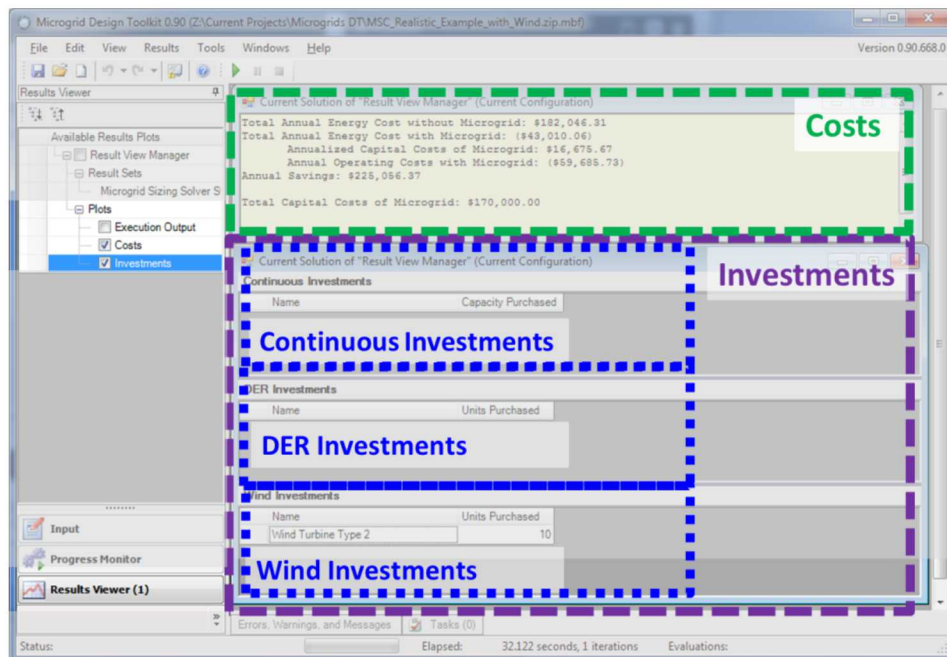 Microgrid Design Toolkit 0.90 (Z:\Current Projects\Microgrids DT\MSC_Realistic_Example_with_Wind.zip.mbf)
File Edit View Results Tools Windows Help
Version 0.90.668.0
Results Viewer
Available Results Plots
Result View Manager
Result Sets
Microgrid Sizing Solver S
Plots
Execution Output
Costs
Investments
Input
Progress Monitor
Results Viewer (1)
Current Solution of "Result View Manager" (Current Configuration)
Total Annual Energy Cost without Microgrid: $182,046.31
Total Annual Energy Cost with Microgrid: ($43,010.06)
Annualized Capital Costs of Microgrid: $16,675.67
Annual Operating Costs with Microgrid: ($59,685.73)
Annual Savings: $225,056.37
Total Capital Costs of Microgrid: $170,000.00
Costs
Current Solution of "Result View Manager" (Current Configuration)
Investments
Continuous Investments
Name Capacity Purchased
Continuous Investments
DER Investments
Name Units Purchased
DER Investments
Wind Investments
Name Units Purchased
Wind Turbine Type 2 10
Wind Investments
Errors, Warnings, and Messages Tasks (0)
Status: Elapsed: 32.122 seconds, 1 iterations Evaluations: